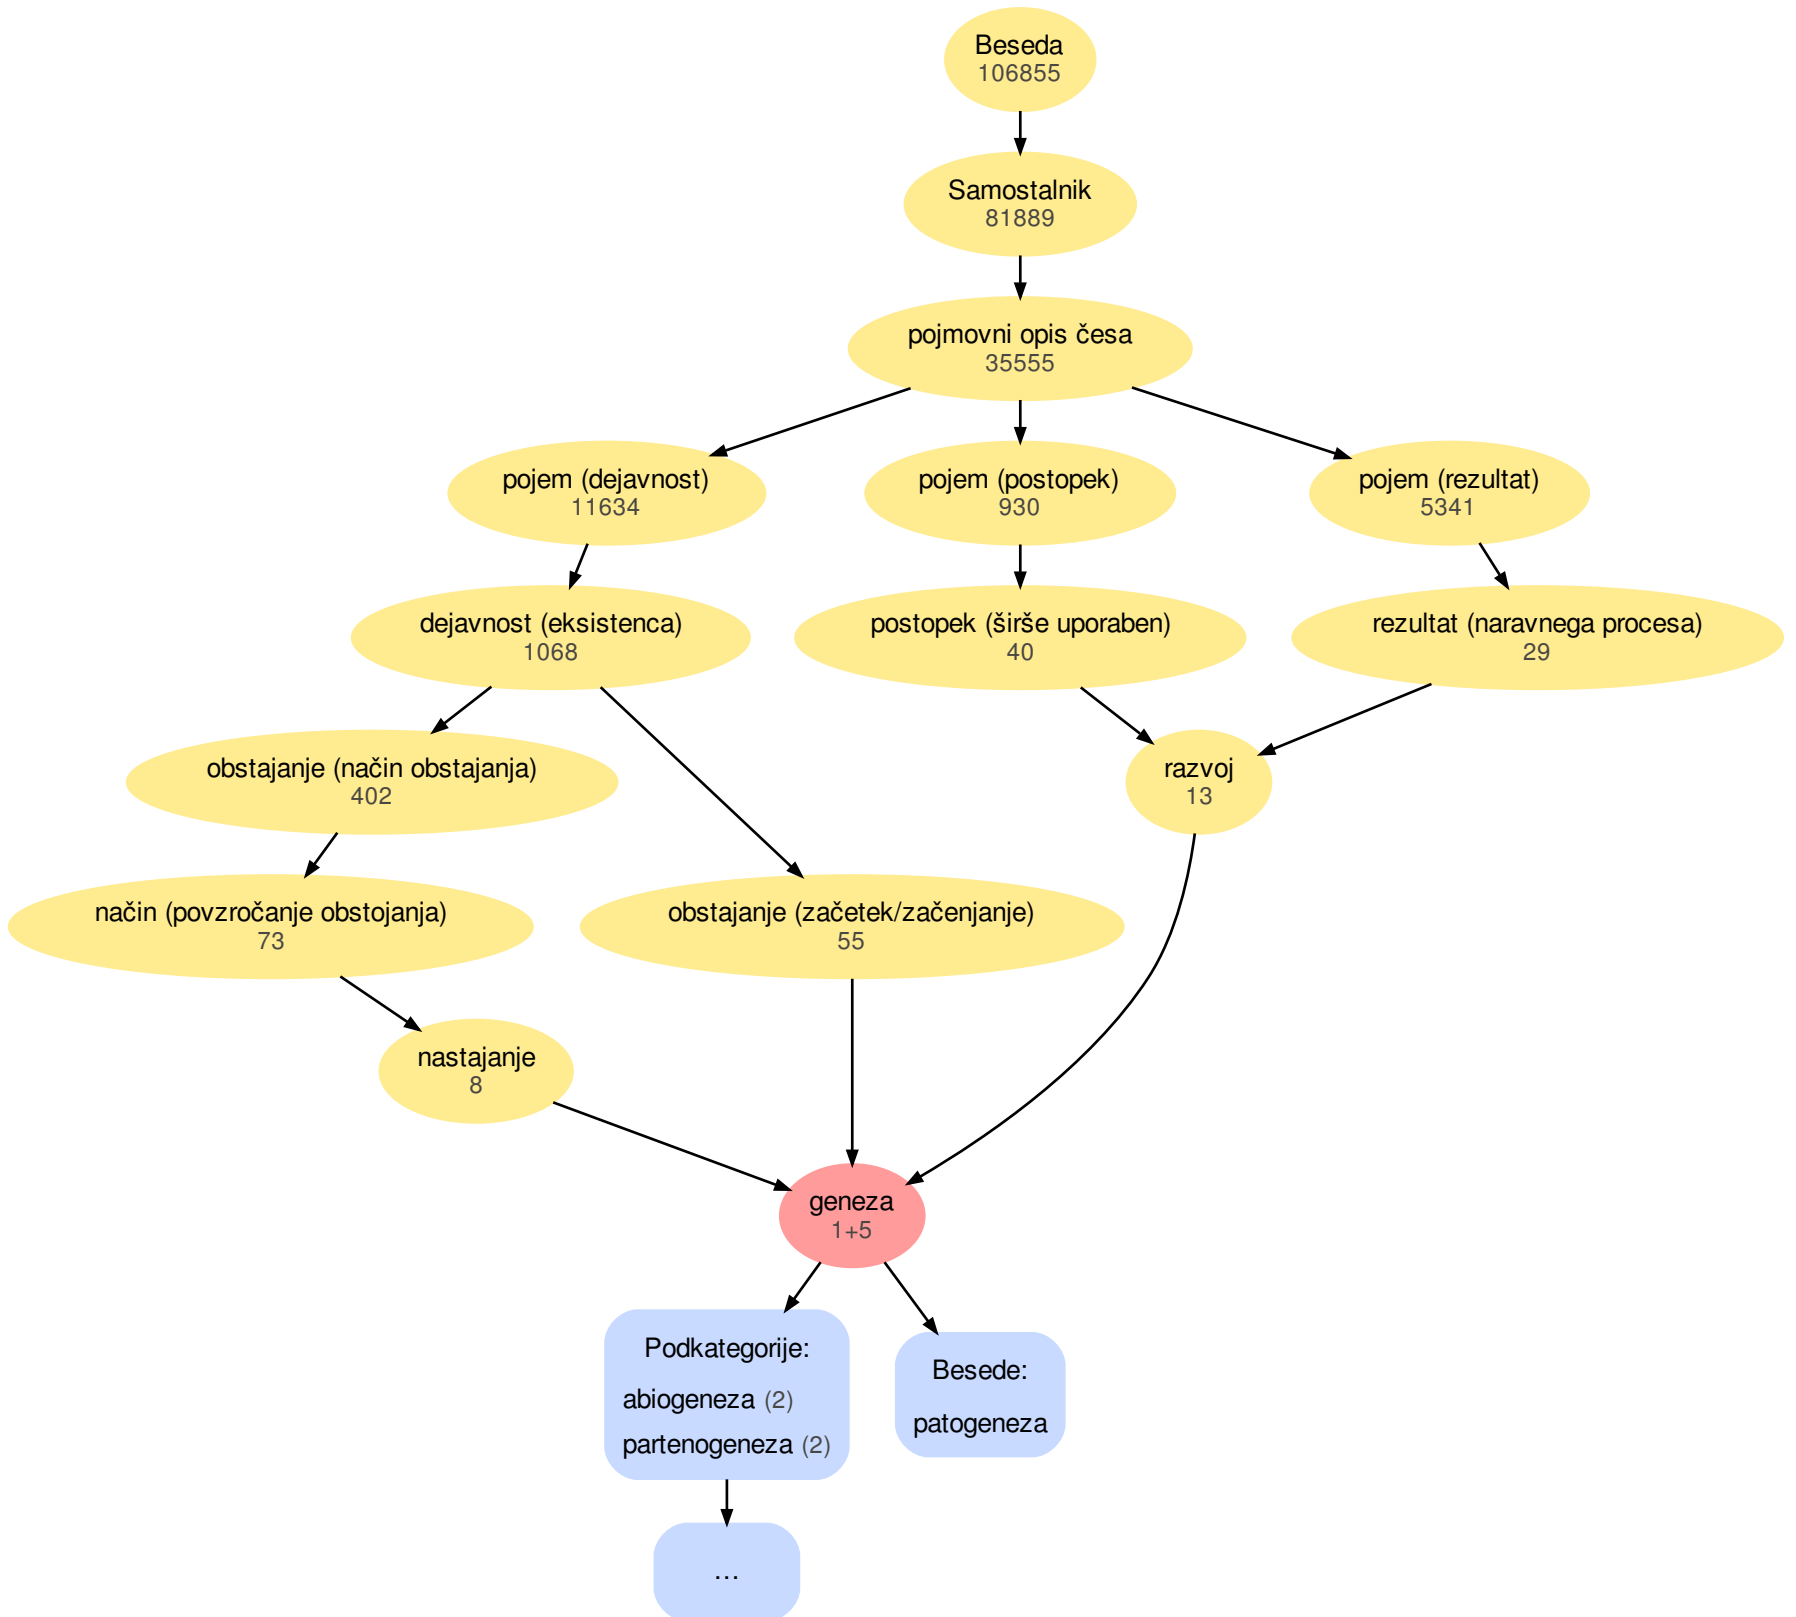 Beseda
106855
Samostalnik
81889
pojmovni opis česa
35555
pojem (dejavnost)
11634
pojem (postopek)
930
pojem (rezultat)
5341
dejavnost (eksistenca)
1068
postopek (širše uporaben)
40
rezultat (naravnega procesa)
29
obstajanje (način obstajanja)
402
razvoj
13
način (povzročanje obstojanja)
73
obstajanje (začetek/začenjanje)
55
nastajanje
8
geneza
1+5
Podkategorije:
abiogeneza (2)
partenogeneza (2)
Besede:
patogeneza
...